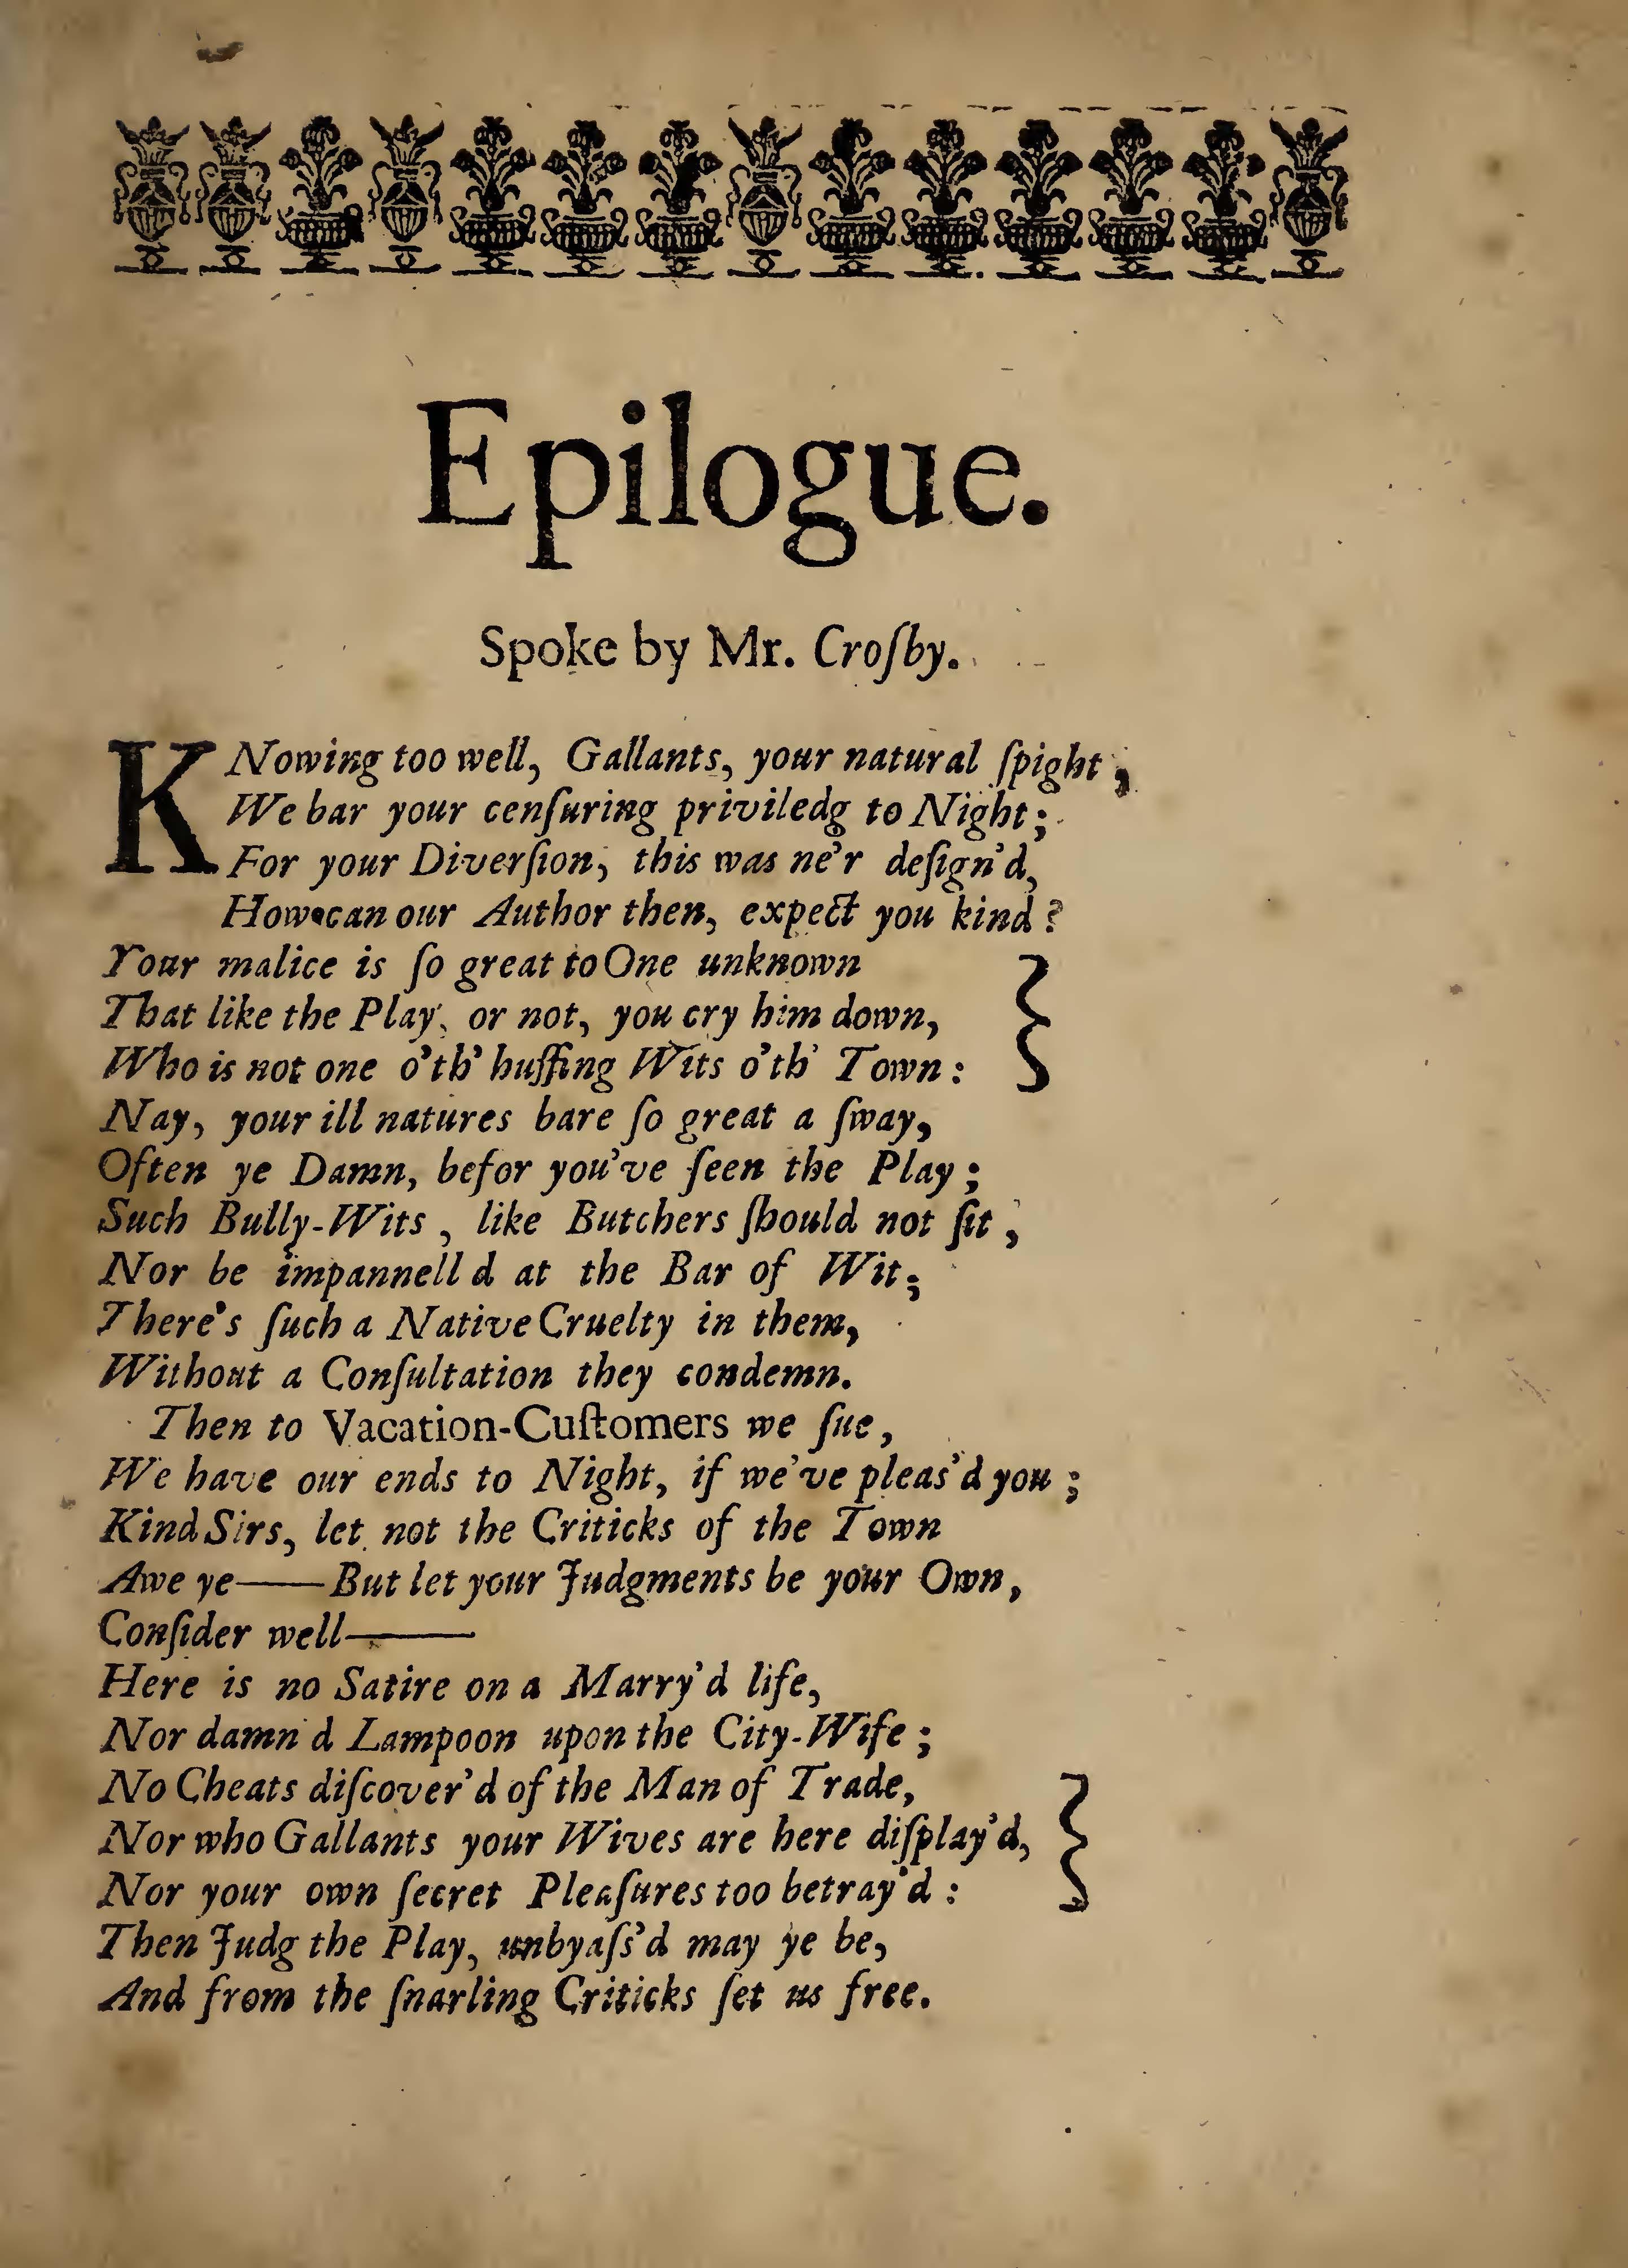 Epilogue.
Spoke by Mr. Croſby.
KNowing too well, Gallants, your natural ſpight,
We bar your cenſuring priviledg to Night;
For your Diverſion, this was ne'r deſign'd,
How can our Author then, expect you kind?
Your malice is ſo great to One unknown
That like the Play, or not, you cry him down,
Who is not one o'th' huffing Wits o'th' Town:
Nay, your ill natures bare ſo great a ſway,
Often ye Damn, befor you've ſeen the Play;
Such Bully-Wits, like Butchers ſhould not ſit,
Nor be impannell d at the Bar of Wit;
There's ſuch a Native Cruelty in them,
Without a Conſultation they condemn.
Then to Vacation-Cuſtomers we ſue,
We have our ends to Night, if we've pleas'd you;
Kind Sirs, let not the Criticks of the Town
Awe ye——But let your Judgments be your Own,
Conſider well———
Here is no Satire on a Marry'd life,
Nor damn'd Lampoon upon the City-Wife;
No Cheats diſcover'd of the Man of Trade,
Nor who Gallants your Wives are here diſplay'd,
Nor your own ſecret Pleaſures too betray'd:
Then Judg the Play, unbyaſs'd may ye be,
And from the ſnarling Criticks ſet us free.